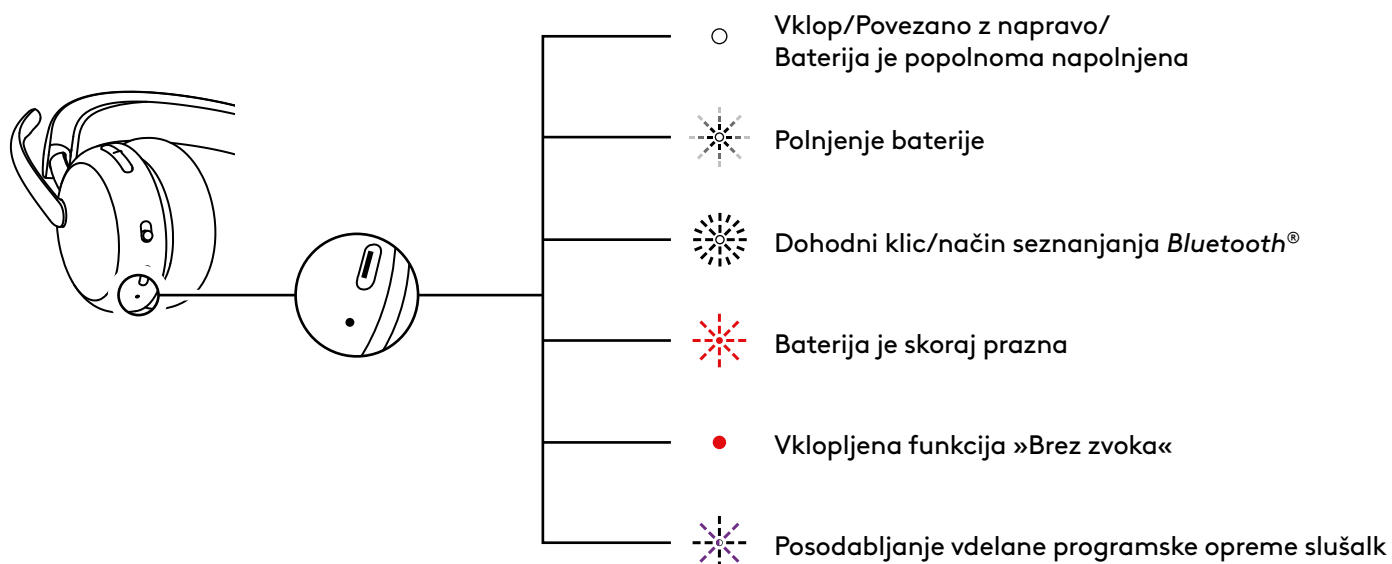 Vklop/Povezano z napravo/
Baterija je popolnoma napolnjena
Polnjenje baterije
Dohodni klic/način seznanjanja Bluetooth®
Baterija je skoraj prazna
Vklopljena funkcija »Brez zvoka«
Posodabljanje vdelane programske opreme slušalk